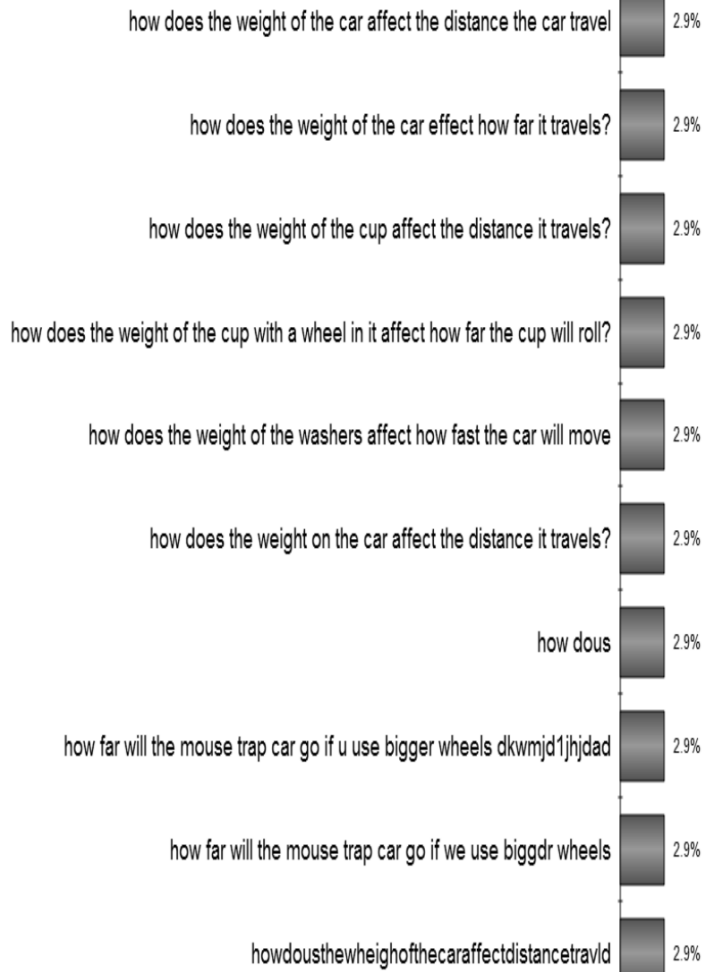 how does the weight of the car affect the distance the car travel 2.9%
how does the weight of the car effect how far it travels? 2.9%
how does the weight of the cup affect the distance it travels? 2.9%
how does the weight of the cup with a wheel in it affect how far the cup will roll? 2.9%
how does the weight of the washers affect how fast the car will move 2.9%
how does the weight on the car affect the distance it travels? 2.9%
how dous 2.9%
how far will the mouse trap car go if u use bigger wheels dkwmjd1jhjdad 2.9%
how far will the mouse trap car go if we use biggdr wheels 2.9%
howdousthewheighofthecaraffectdistancetravld 2.9%